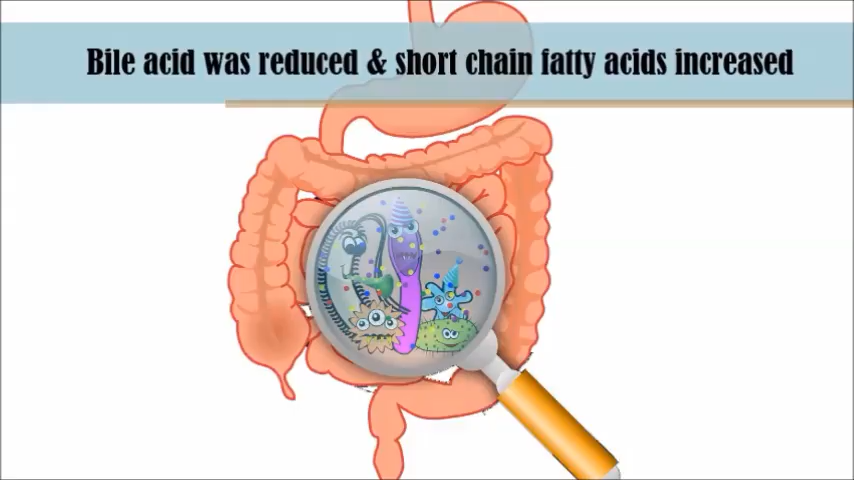 Bile acid was reduced & short chain fatty acids increased